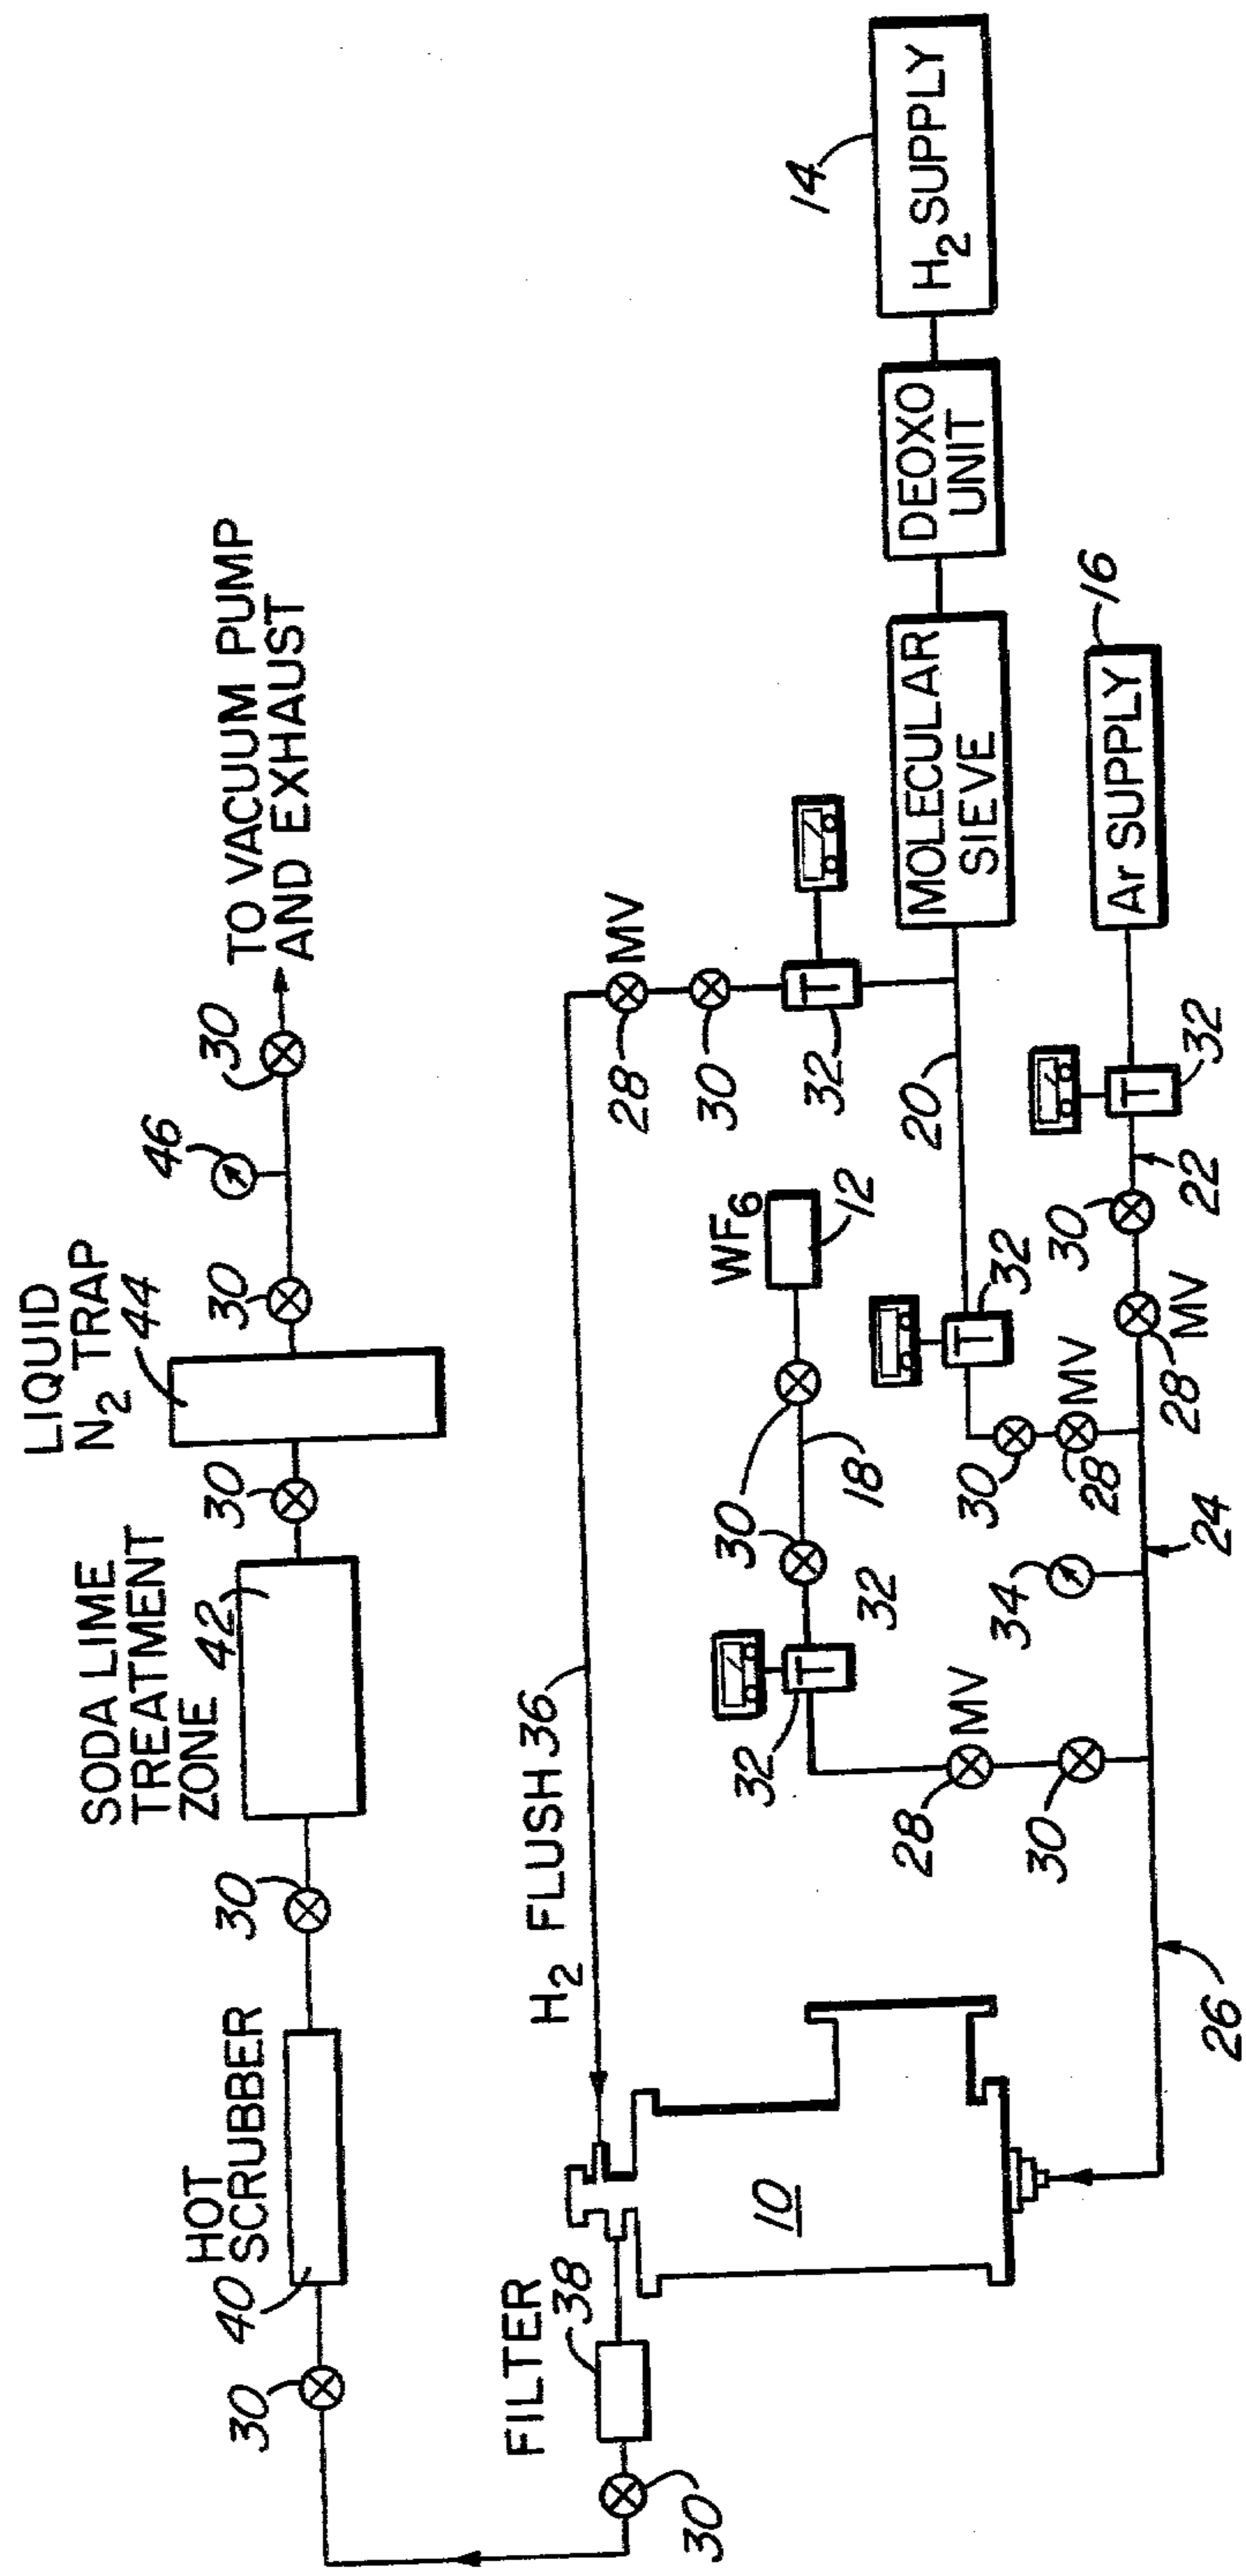 30
40
HOT
SCRUBBER
30
SODA LIME
TREATMENT
ZONE
42
30
LIQUID
N2 TRAP
44
30
46
30
TO VACUUM PUMP
AND EXHAUST
FILTER
38
30
H2 FLUSH 36
MV
28
30
T
32
10
WF6
12
30
18
32
T
32
MV
28
30
20
T
32
30
MV
28
MOLECULAR
SIEVE
DEOXO
UNIT
H2 SUPPLY
14
34
26
24
MV
28
30
22
T
32
Ar SUPPLY
16